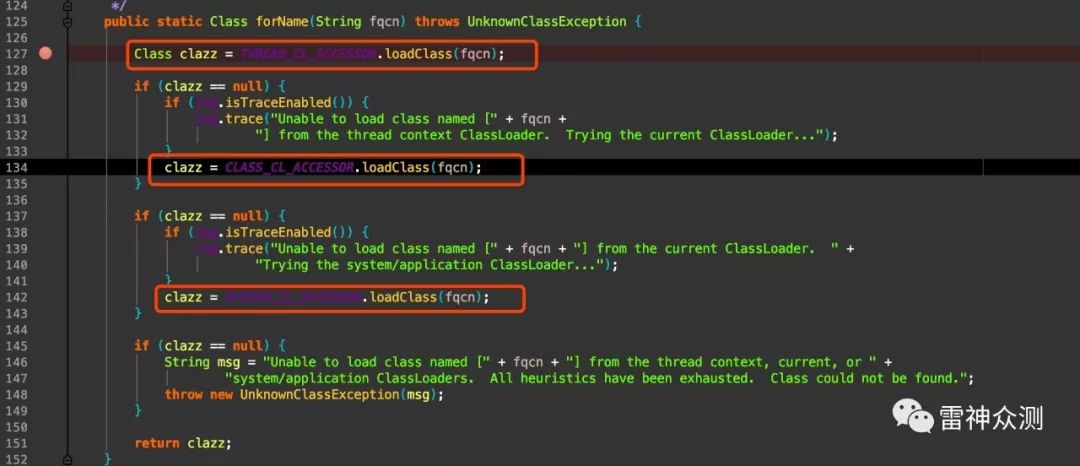 124 */
125 public static Class forName(String fqcn) throws UnknownClassException {
126
127 Class clazz = THREAD_CL_ACCESSOR.loadClass(fqcn);
128
129 if (clazz == null) {
130 if (.isTraceEnabled()) {
131 .trace("Unable to load class named [" + fqcn +
132 "] from the thread context ClassLoader.  Trying the current ClassLoader...");
133 }
134 clazz = CLASS_CL_ACCESSOR.loadClass(fqcn);
135 }
136
137 if (clazz == null) {
138 if (.isTraceEnabled()) {
139 .trace("Unable to load class named [" + fqcn + "] from the current ClassLoader.  " +
140 "Trying the system/application ClassLoader...");
141 }
142 clazz = .loadClass(fqcn);
143 }
144
145 if (clazz == null) {
146 String msg = "Unable to load class named [" + fqcn + "] from the thread context, current, or " +
147 "system/application ClassLoaders.  All heuristics have been exhausted.  Class could not be found.";
148 throw new UnknownClassException(msg);
149 }
150
151 return clazz;
152 }
雷神众测